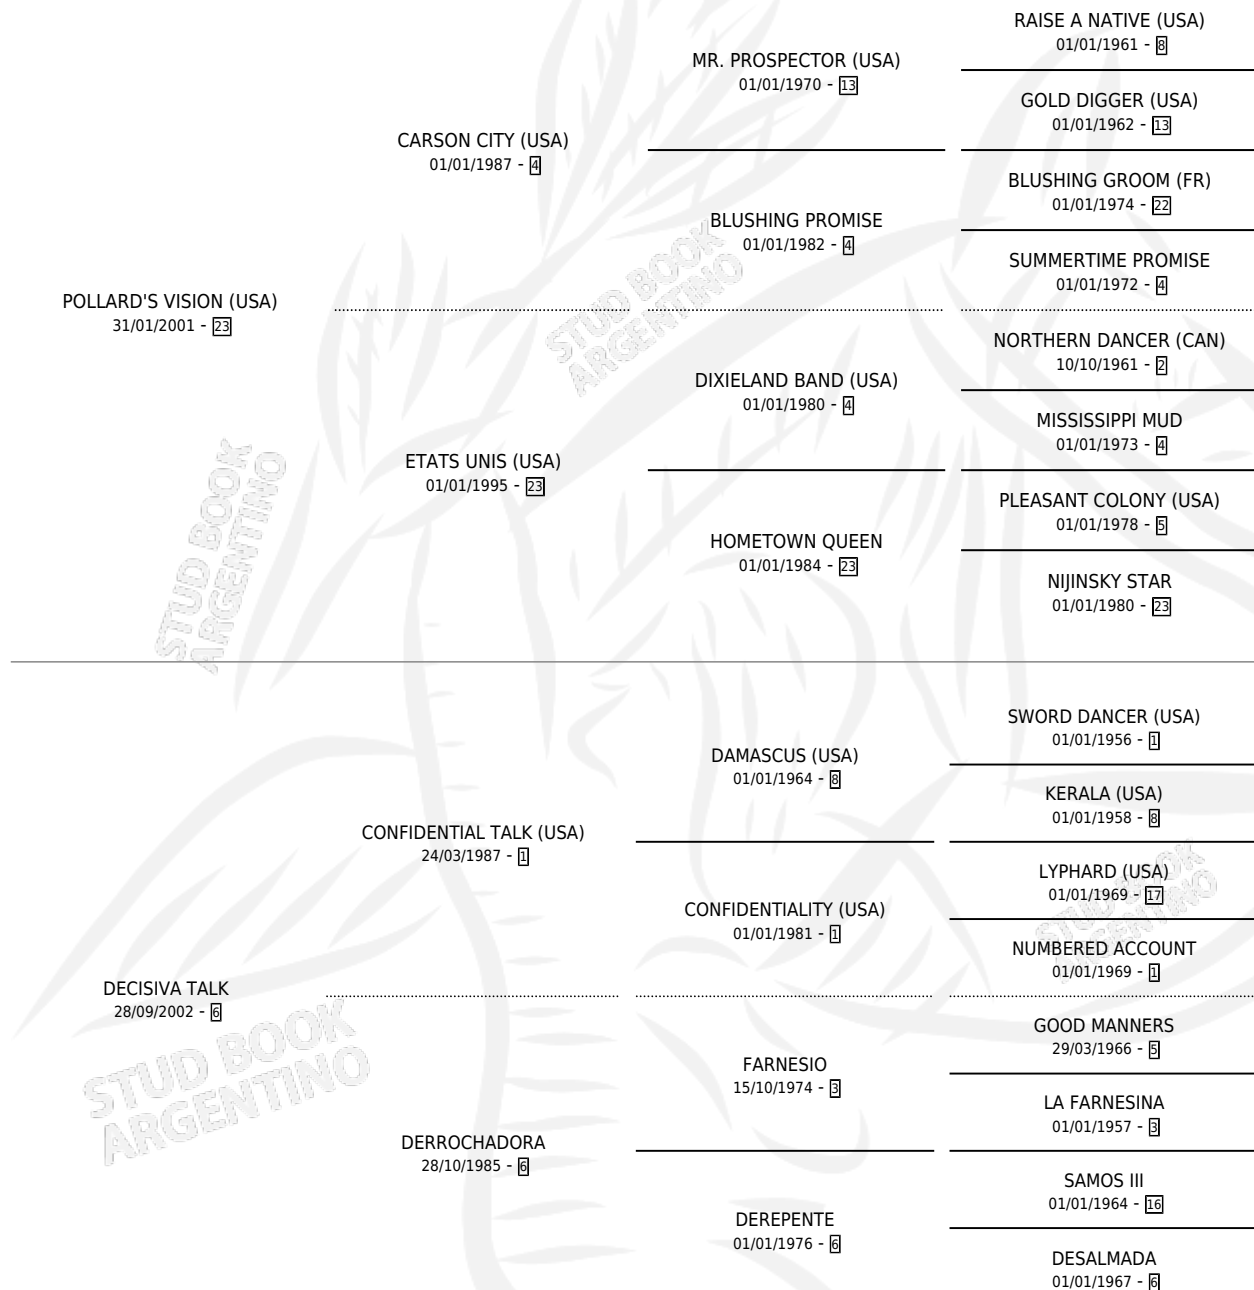 RAISE A NATIVE (USA)
01/01/1961 - 8
MR. PROSPECTOR (USA)
01/01/1970 - 13
GOLD DIGGER (USA)
01/01/1962 - 13
CARSON CITY (USA)
01/01/1987 - 4
BLUSHING GROOM (FR)
01/01/1974 - 22
BLUSHING PROMISE
01/01/1982 - 4
SUMMERTIME PROMISE
01/01/1972 - 4
POLLARD'S VISION (USA)
31/01/2001 - 23
NORTHERN DANCER (CAN)
10/10/1961 - 2
DIXIELAND BAND (USA)
01/01/1980 - 4
MISSISSIPPI MUD
01/01/1973 - 4
ETATS UNIS (USA)
01/01/1995 - 23
PLEASANT COLONY (USA)
01/01/1978 - 5
HOMETOWN QUEEN
01/01/1984 - 23
NIJINSKY STAR
01/01/1980 - 23
SWORD DANCER (USA)
01/01/1956 - 1
DAMASCUS (USA)
01/01/1964 - 8
KERALA (USA)
01/01/1958 - 8
CONFIDENTIAL TALK (USA)
24/03/1987 - 1
LYPHARD (USA)
01/01/1969 - 17
CONFIDENTIALITY (USA)
01/01/1981 - 1
NUMBERED ACCOUNT
01/01/1969 - 1
DECISIVA TALK
28/09/2002 - 6
GOOD MANNERS
29/03/1966 - 5
FARNESIO
15/10/1974 - 3
LA FARNESINA
01/01/1957 - 3
DERROCHADORA
28/10/1985 - 6
SAMOS III
01/01/1964 - 16
DEREPENTE
01/01/1976 - 6
DESALMADA
01/01/1967 - 6
STUD BOOK
ARGENTINO
STUD BOOK
ARGENTINO
STUD BOOK
ARGENTINO
STUD BOOK
ARGENTINO